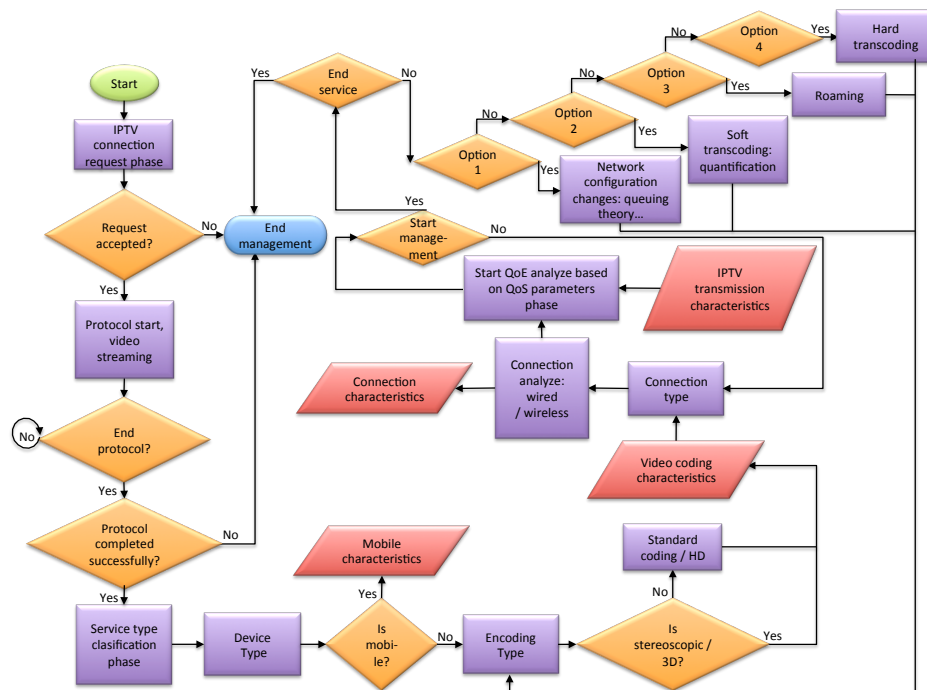 Start
IPTV
connection
request phase
Request
accepted?
No
Yes
Protocol start,
video
streaming
End
protocol?
No
Yes
Protocol
completed
successfully?
No
Yes
Service type
clasification
phase
Device
Type
Is
mobi-
le?
Yes
Mobile
characteristics
No
Encoding
Type
Is
stereoscopic /
3D?
No
Standard
coding / HD
Yes
Video coding
characteristics
Connection
type
Connection
analyze:
wired
/ wireless
Connection
characteristics
Start QoE analyze based
on QoS parameters
phase
IPTV
transmission
characteristics
Start
manage-
ment
No
Yes
End
service
Yes
End
management
No
Option
1
Yes
Network
configuration
changes: queuing
theory…
No
Option
2
Yes
Soft
transcoding:
quantification
No
Option
3
Yes
Roaming
No
Option
4
Yes
Hard
transcoding